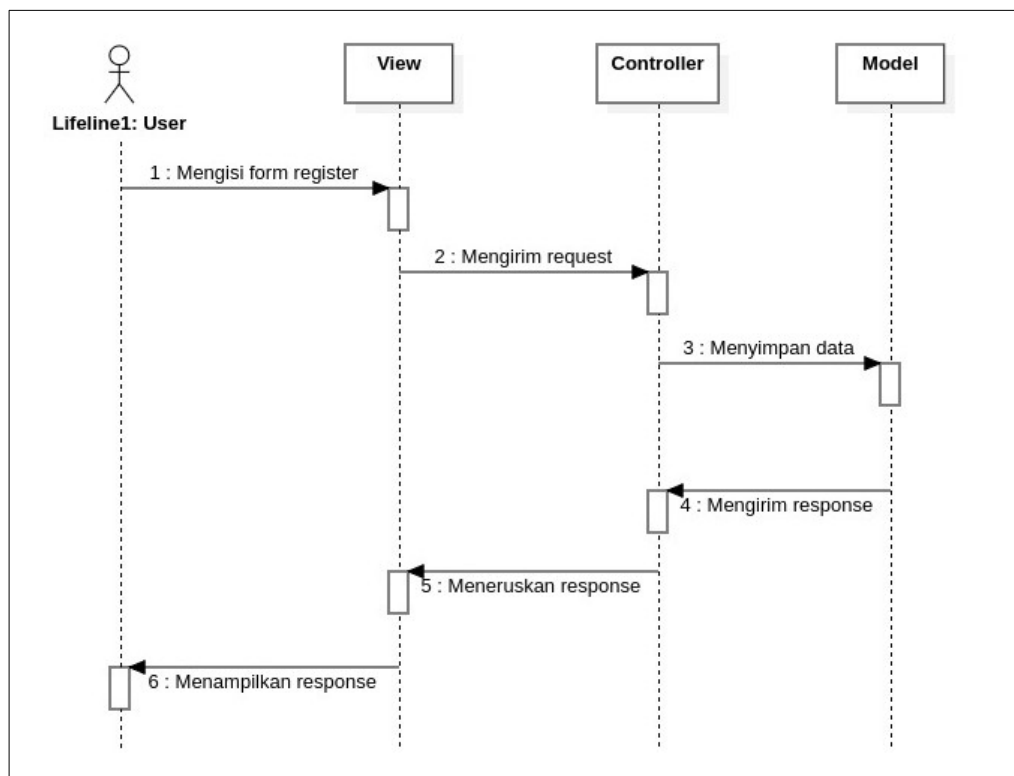 View
Controller
Model
Lifeline1: User
1 : Mengisi form register
2 : Mengirim request
3 : Menyimpan data
4 : Mengirim response
5 : Meneruskan response
6 : Menampilkan response